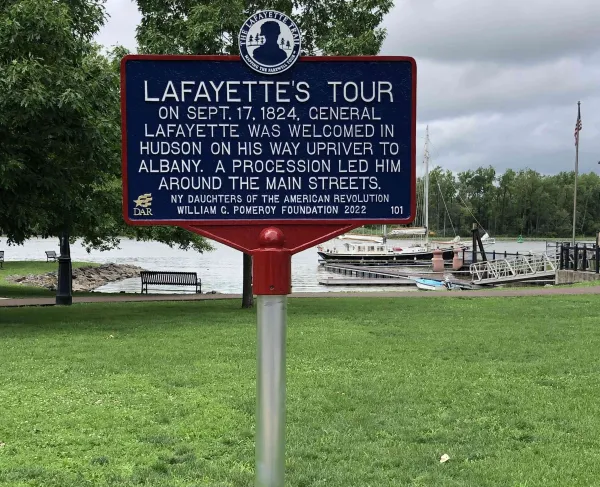 THE LAFAYETTE TRAIL
LAFAYETTE'S TOUR
ON SEPT. 17, 1824, GENERAL
LAFAYETTE WAS WELCOMED IN
HUDSON ON HIS WAY UPRIVER TO
ALBANY. A PROCESSION LED HIM
AROUND THE MAIN STREETS.
NY DAUGHTERS OF THE AMERICAN REVOLUTION
WILLIAM G. POMEROY FOUNDATION 2022 101
DAR